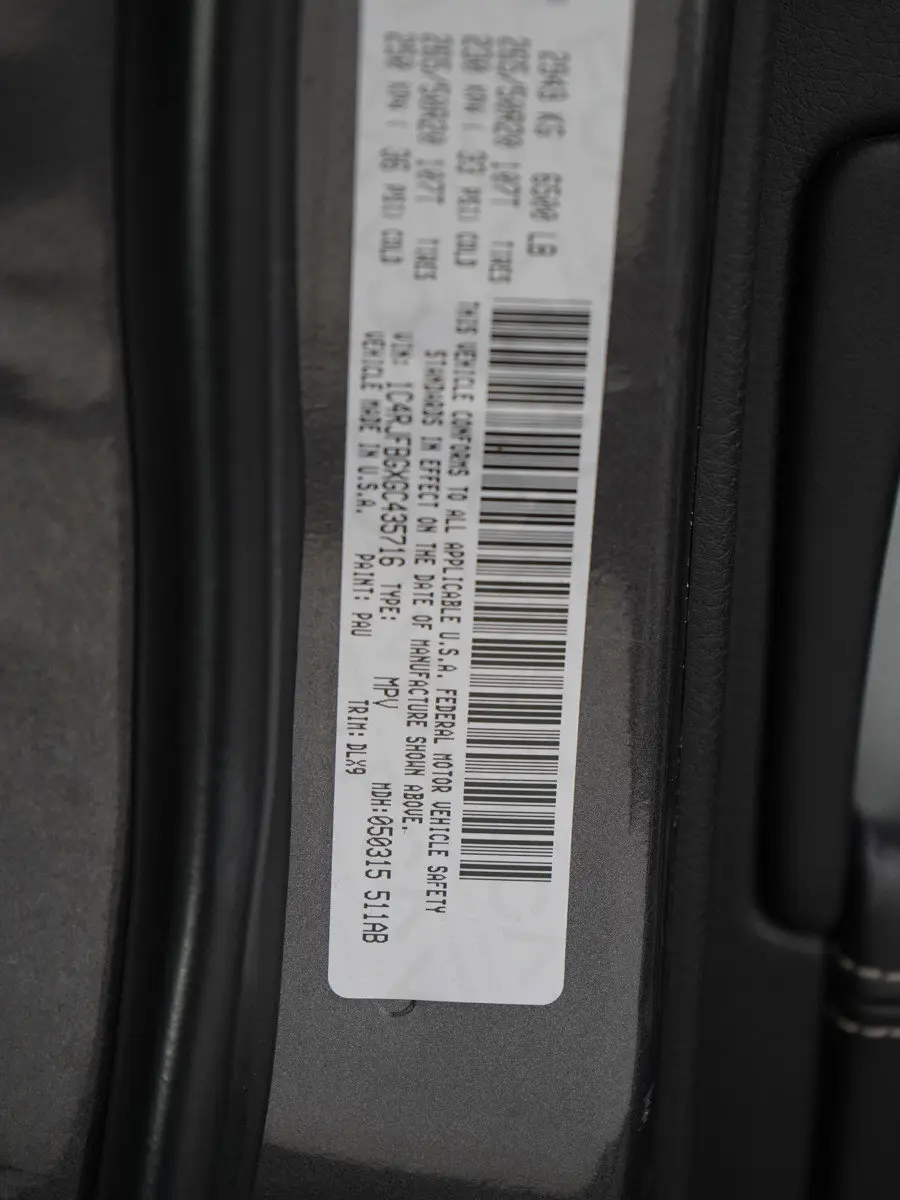 2949 KG 6500 LB
265/50R20 107T TIRES
230 KPA ( 33 PSI) COLD
265/50R20 107T TIRES
250 KPA ( 36 PSI) COLD
THIS VEHICLE CONFORMS TO ALL APPLICABLE U.S.A. FEDERAL MOTOR VEHICLE SAFETY
STANDARDS IN EFFECT ON THE DATE OF MANUFACTURE SHOWN ABOVE.
VIN: 1C4RJFBGXGC435716 TYPE: MPV MDH:050315 511AB
VEHICLE MADE IN U.S.A. PAINT: PAU TRIM: DLX9